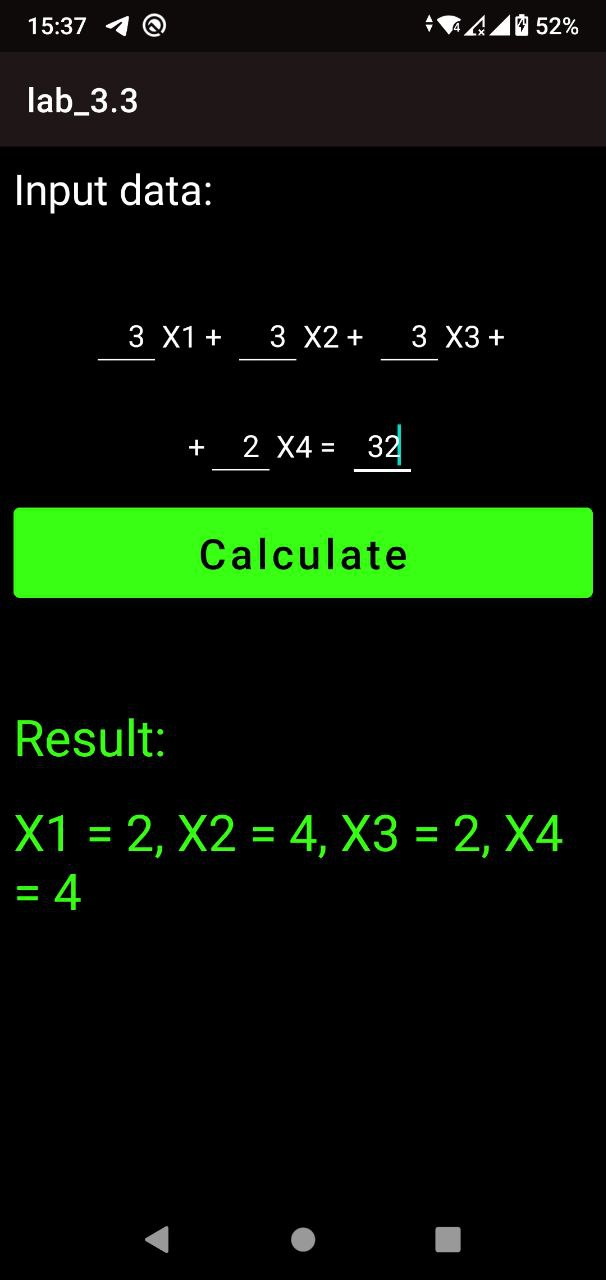 15:37 4 52%
lab_3.3
Input data:
3 X1 + 3 X2 + 3 X3 +
+ 2 X4 = 32
Calculate
Result:
X1 = 2, X2 = 4, X3 = 2, X4
= 4